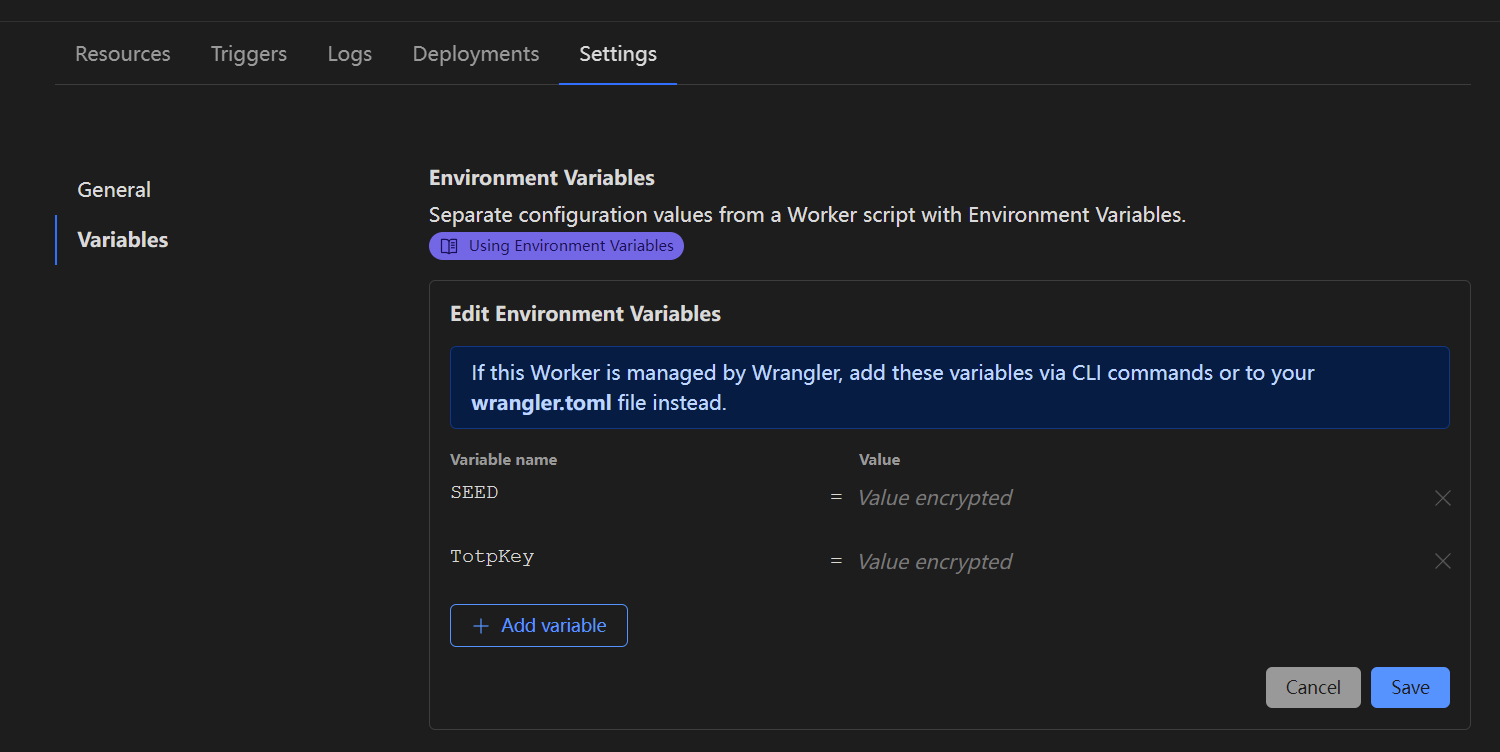 Resources Triggers Logs Deployments Settings
General
Variables
Environment Variables
Separate configuration values from a Worker script with Environment Variables.
Using Environment Variables
Edit Environment Variables
If this Worker is managed by Wrangler, add these variables via CLI commands or to your
wrangler.toml file instead.
Variable name Value
SEED = Value encrypted
TotpKey = Value encrypted
+ Add variable
Cancel Save